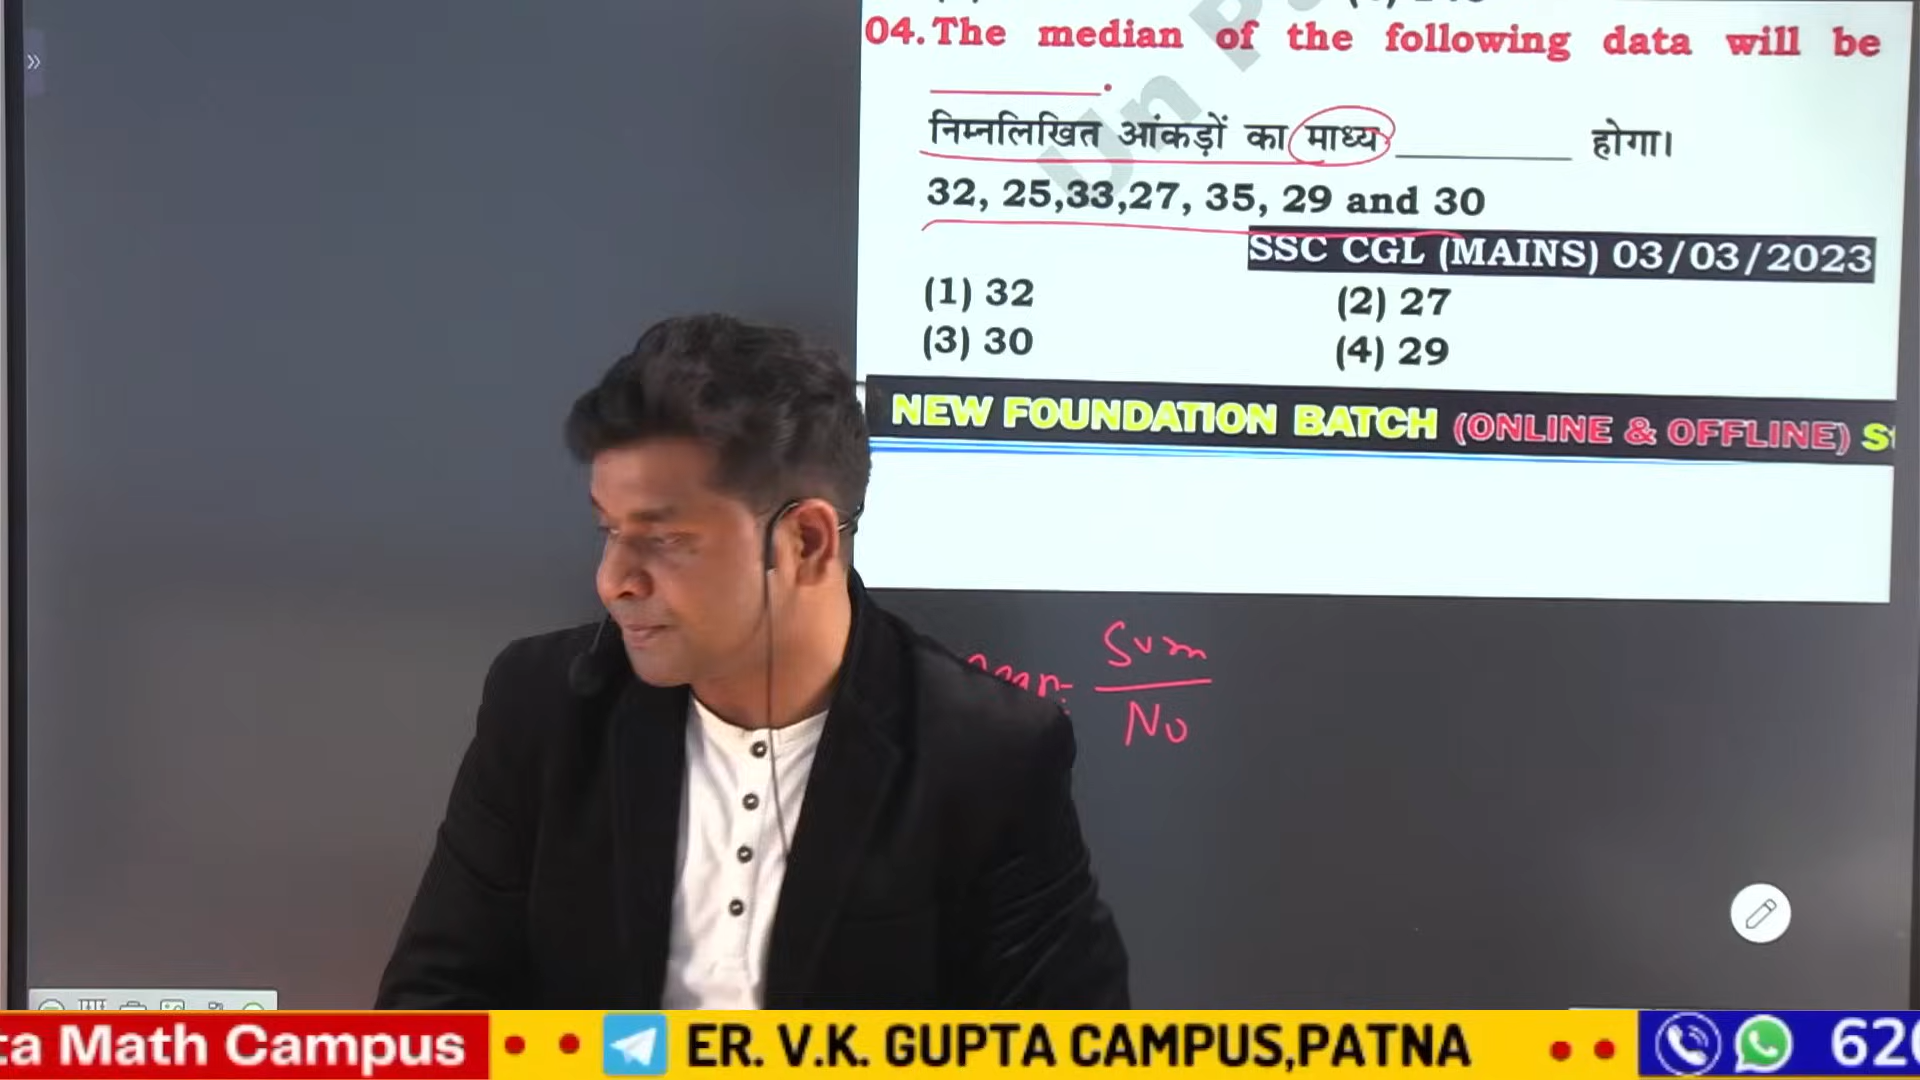 04. The median of the following data will be
________.
निम्नलिखित आंकड़ों का माध्य ________ होगा।
32, 25,33,27, 35, 29 and 30
SSC CGL (MAINS) 03/03/2023
(1) 32 (2) 27
(3) 30 (4) 29
NEW FOUNDATION BATCH (ONLINE & OFFLINE)
Sum
No
Math Campus
ER. V.K. GUPTA CAMPUS,PATNA